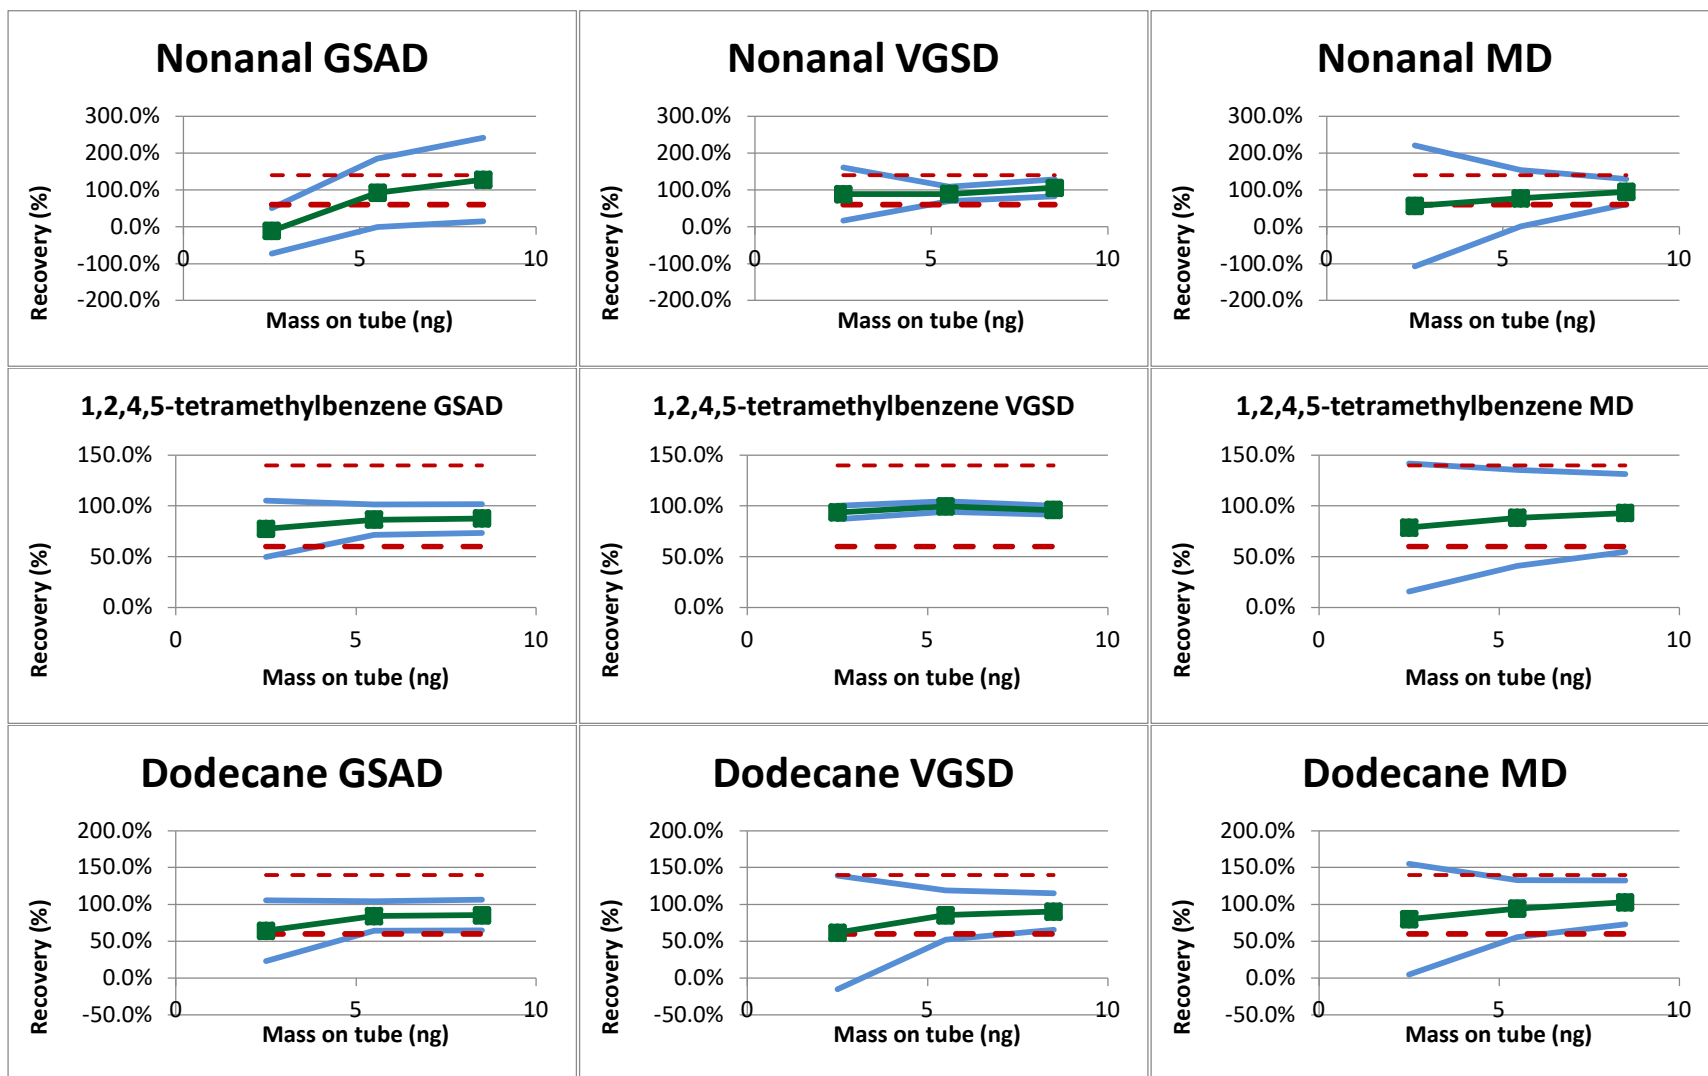 Nonanal GSAD
300.0%
200.0%
100.0%
0.0%
-100.0%
-200.0%
0
5
10
Recovery (%)
Mass on tube (ng)
Nonanal VGSD
300.0%
200.0%
100.0%
0.0%
-100.0%
-200.0%
0
5
10
Recovery (%)
Mass on tube (ng)
Nonanal MD
300.0%
200.0%
100.0%
0.0%
-100.0%
-200.0%
0
5
10
Recovery (%)
Mass on tube (ng)
1,2,4,5-tetramethylbenzene GSAD
150.0%
100.0%
50.0%
0.0%
0
5
10
Recovery (%)
Mass on tube (ng)
1,2,4,5-tetramethylbenzene VGSD
150.0%
100.0%
50.0%
0.0%
0
5
10
Recovery (%)
Mass on tube (ng)
1,2,4,5-tetramethylbenzene MD
150.0%
100.0%
50.0%
0.0%
0
5
10
Recovery (%)
Mass on tube (ng)
Dodecane GSAD
200.0%
150.0%
100.0%
50.0%
0.0%
-50.0%
0
5
10
Recovery (%)
Mass on tube (ng)
Dodecane VGSD
200.0%
150.0%
100.0%
50.0%
0.0%
-50.0%
0
5
10
Recovery (%)
Mass on tube (ng)
Dodecane MD
200.0%
150.0%
100.0%
50.0%
0.0%
-50.0%
0
5
10
Recovery (%)
Mass on tube (ng)